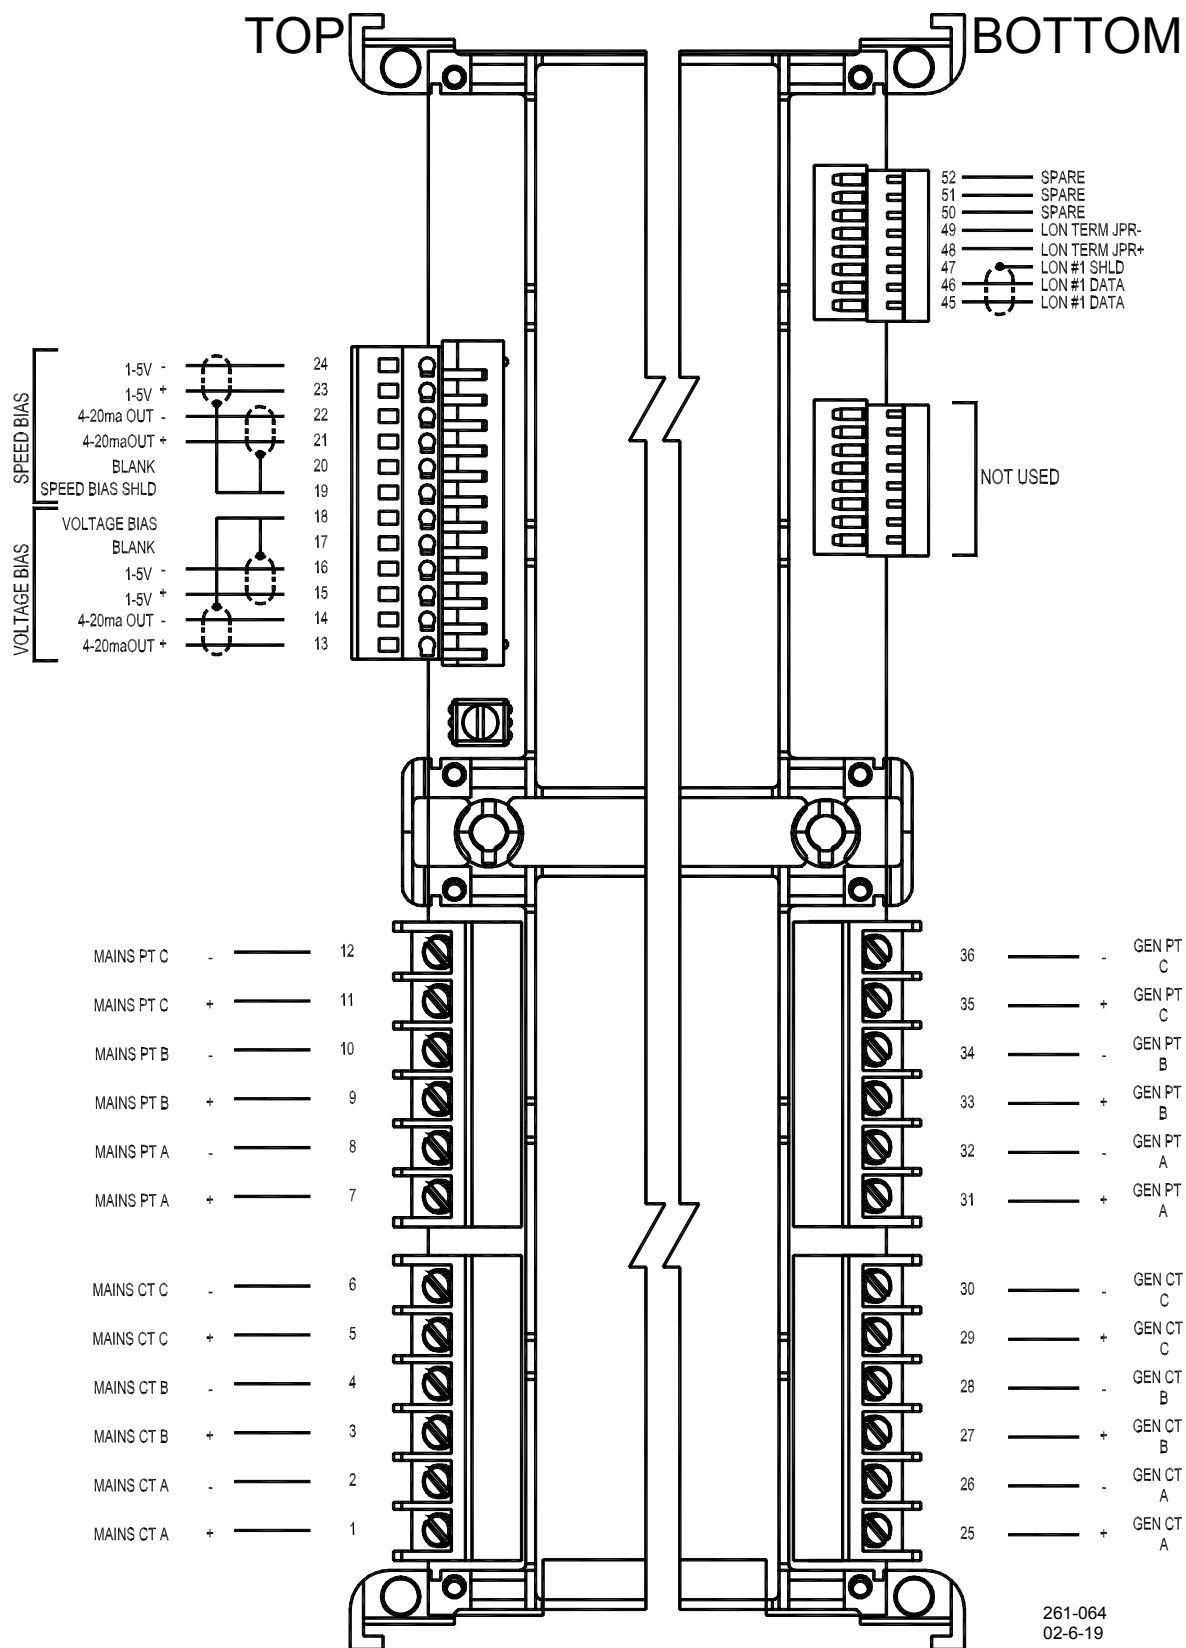 TOP
BOTTOM
52 SPARE
51 SPARE
50 SPARE
49 LON TERM JPR-
48 LON TERM JPR+
47 LON #1 SHLD
46 LON #1 DATA
45 LON #1 DATA
NOT USED
SPEED BIAS
1-5V - 24
1-5V + 23
4-20ma OUT - 22
4-20maOUT + 21
BLANK 20
SPEED BIAS SHLD 19
VOLTAGE BIAS
VOLTAGE BIAS 18
BLANK 17
1-5V - 16
1-5V + 15
4-20ma OUT - 14
4-20maOUT + 13
MAINS PT C - 12
MAINS PT C + 11
MAINS PT B - 10
MAINS PT B + 9
MAINS PT A - 8
MAINS PT A + 7
MAINS CT C - 6
MAINS CT C + 5
MAINS CT B - 4
MAINS CT B + 3
MAINS CT A - 2
MAINS CT A + 1
36 - GEN PT
C
35 + GEN PT
C
34 - GEN PT
B
33 + GEN PT
B
32 - GEN PT
A
31 + GEN PT
A
30 - GEN CT
C
29 + GEN CT
C
28 - GEN CT
B
27 + GEN CT
B
26 - GEN CT
A
25 + GEN CT
A
261-064
02-6-19